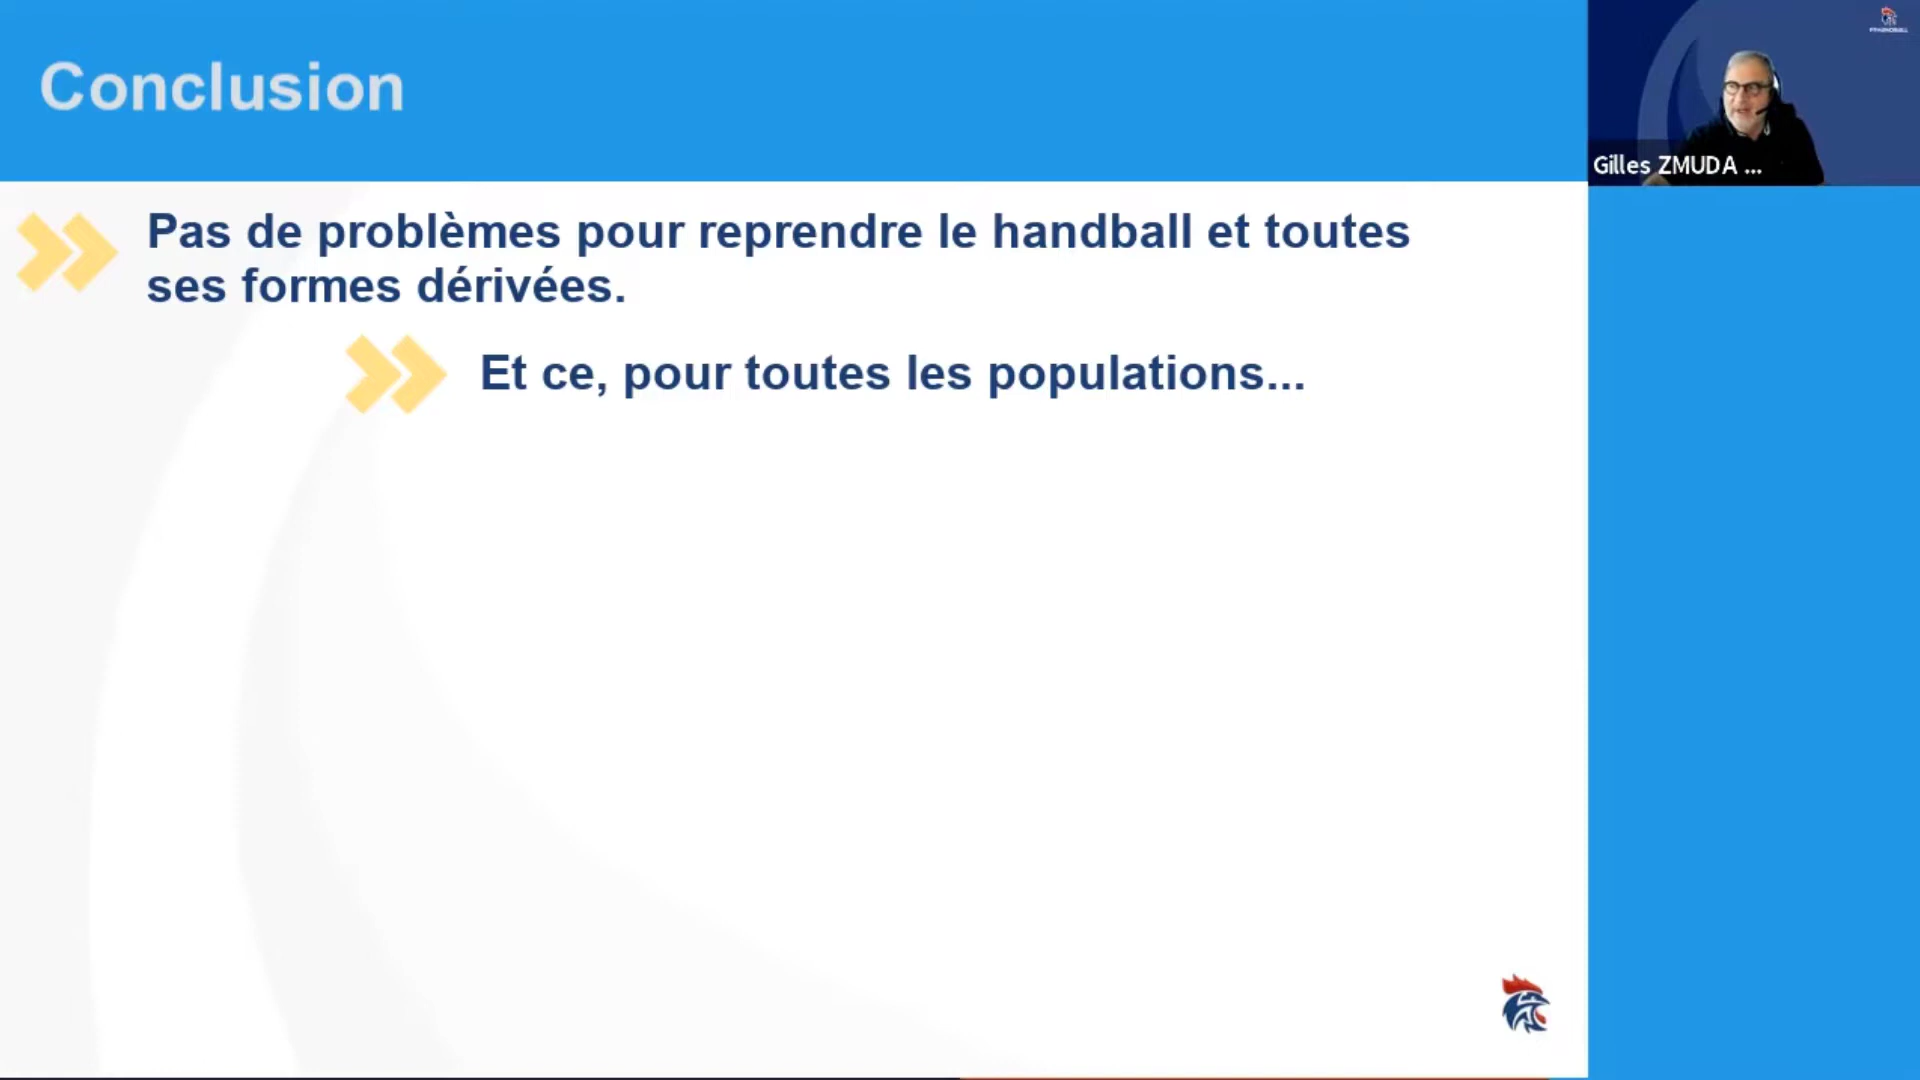 Conclusion
Gilles ZMUDA ...
Pas de problèmes pour reprendre le handball et toutes
ses formes dérivées.
Et ce, pour toutes les populations...